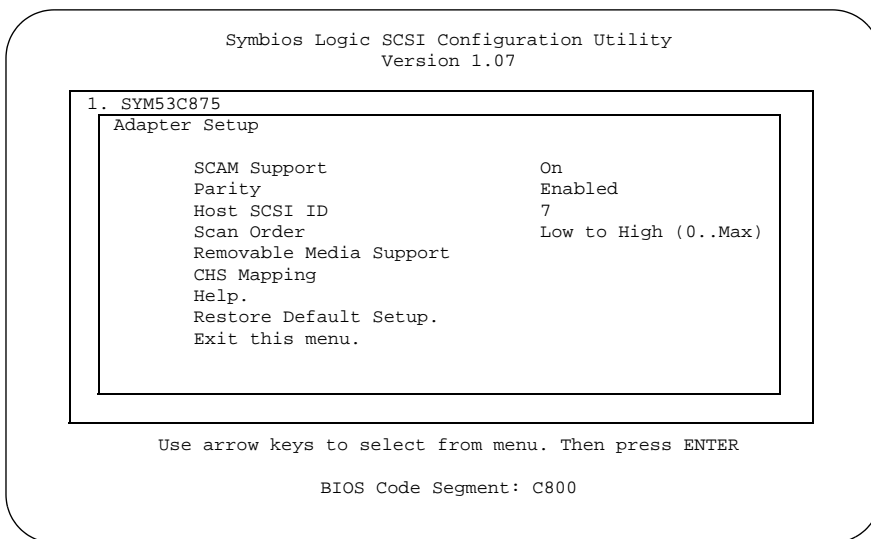 Symbios Logic SCSI Configuration Utility
Version 1.07
1. SYM53C875
Adapter Setup
SCAM Support On
Parity Enabled
Host SCSI ID 7
Scan Order Low to High (0..Max)
Removable Media Support
CHS Mapping
Help.
Restore Default Setup.
Exit this menu.
Use arrow keys to select from menu. Then press ENTER
BIOS Code Segment: C800